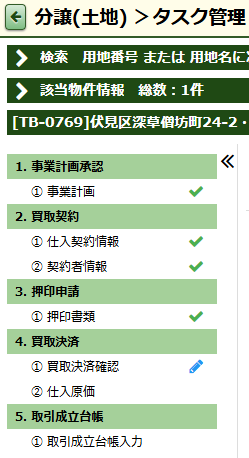 分譲(土地) ＞タスク管理
検索　用地番号 または 用地名に
該当物件情報　総数：1件
[TB-0769]伏見区深草僧坊町24-2・
1. 事業計画承認
① 事業計画
2. 買取契約
① 仕入契約情報
② 契約者情報
3. 押印申請
① 押印書類
4. 買取決済
① 買取決済確認
② 仕入原価
5. 取引成立台帳
① 取引成立台帳入力